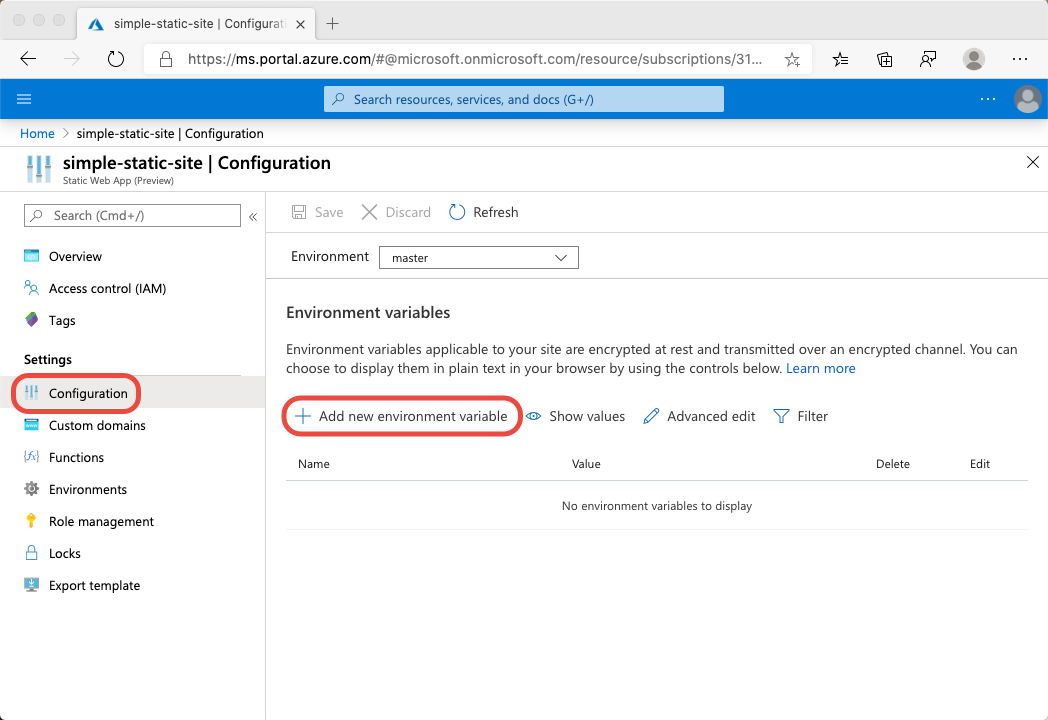 simple-static-site | Configurati
https://ms.portal.azure.com/#@microsoft.onmicrosoft.com/resource/subscriptions/31...
Search resources, services, and docs (G+/)
Home > simple-static-site | Configuration
simple-static-site | Configuration
Static Web App (Preview)
Search (Cmd+/)
«
Overview
Access control (IAM)
Tags
Settings
Configuration
Custom domains
Functions
Environments
Role management
Locks
Export template
Save Discard Refresh
Environment master
Environment variables
Environment variables applicable to your site are encrypted at rest and transmitted over an encrypted channel. You can
choose to display them in plain text in your browser by using the controls below. Learn more
Add new environment variable Show values Advanced edit Filter
Name Value Delete Edit
No environment variables to display